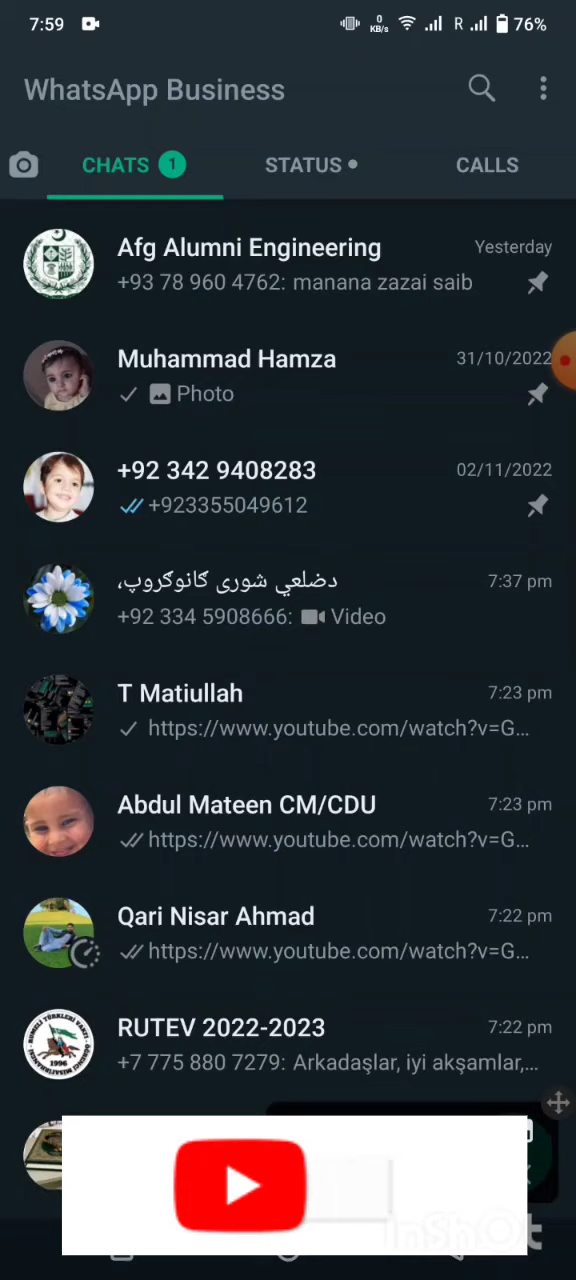 7:59
0
KB/s
R
76%
WhatsApp Business
CHATS 1
STATUS
CALLS
Afg Alumni Engineering
Yesterday
+93 78 960 4762: manana zazai saib
Muhammad Hamza
31/10/2022
Photo
+92 342 9408283
02/11/2022
+923355049612
دضلعي شوری ګانوګروپ،
7:37 pm
+92 334 5908666: Video
T Matiullah
7:23 pm
https://www.youtube.com/watch?v=G...
Abdul Mateen CM/CDU
7:23 pm
https://www.youtube.com/watch?v=G...
Qari Nisar Ahmad
7:22 pm
https://www.youtube.com/watch?v=G...
RUTEV 2022-2023
7:22 pm
+7 775 880 7279: Arkadaşlar, iyi akşamlar,...
1996
InShOt